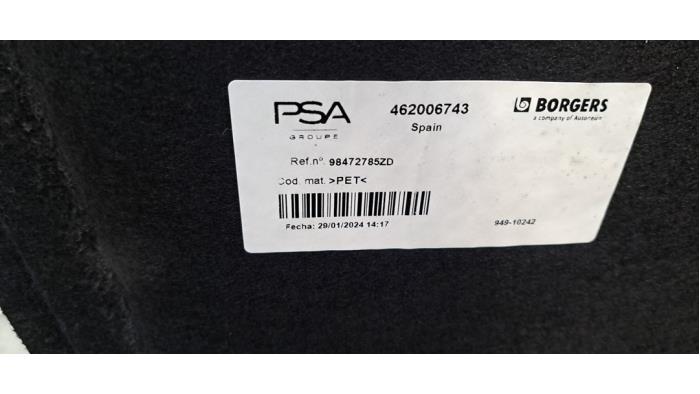 PSA
GROUPE
462006743
Spain
BORGERS
a company of Autoneum
Ref.nº. 98472785ZD
Cod. mat. >PET<
Fecha: 29/01/2024 14:17
949-10242